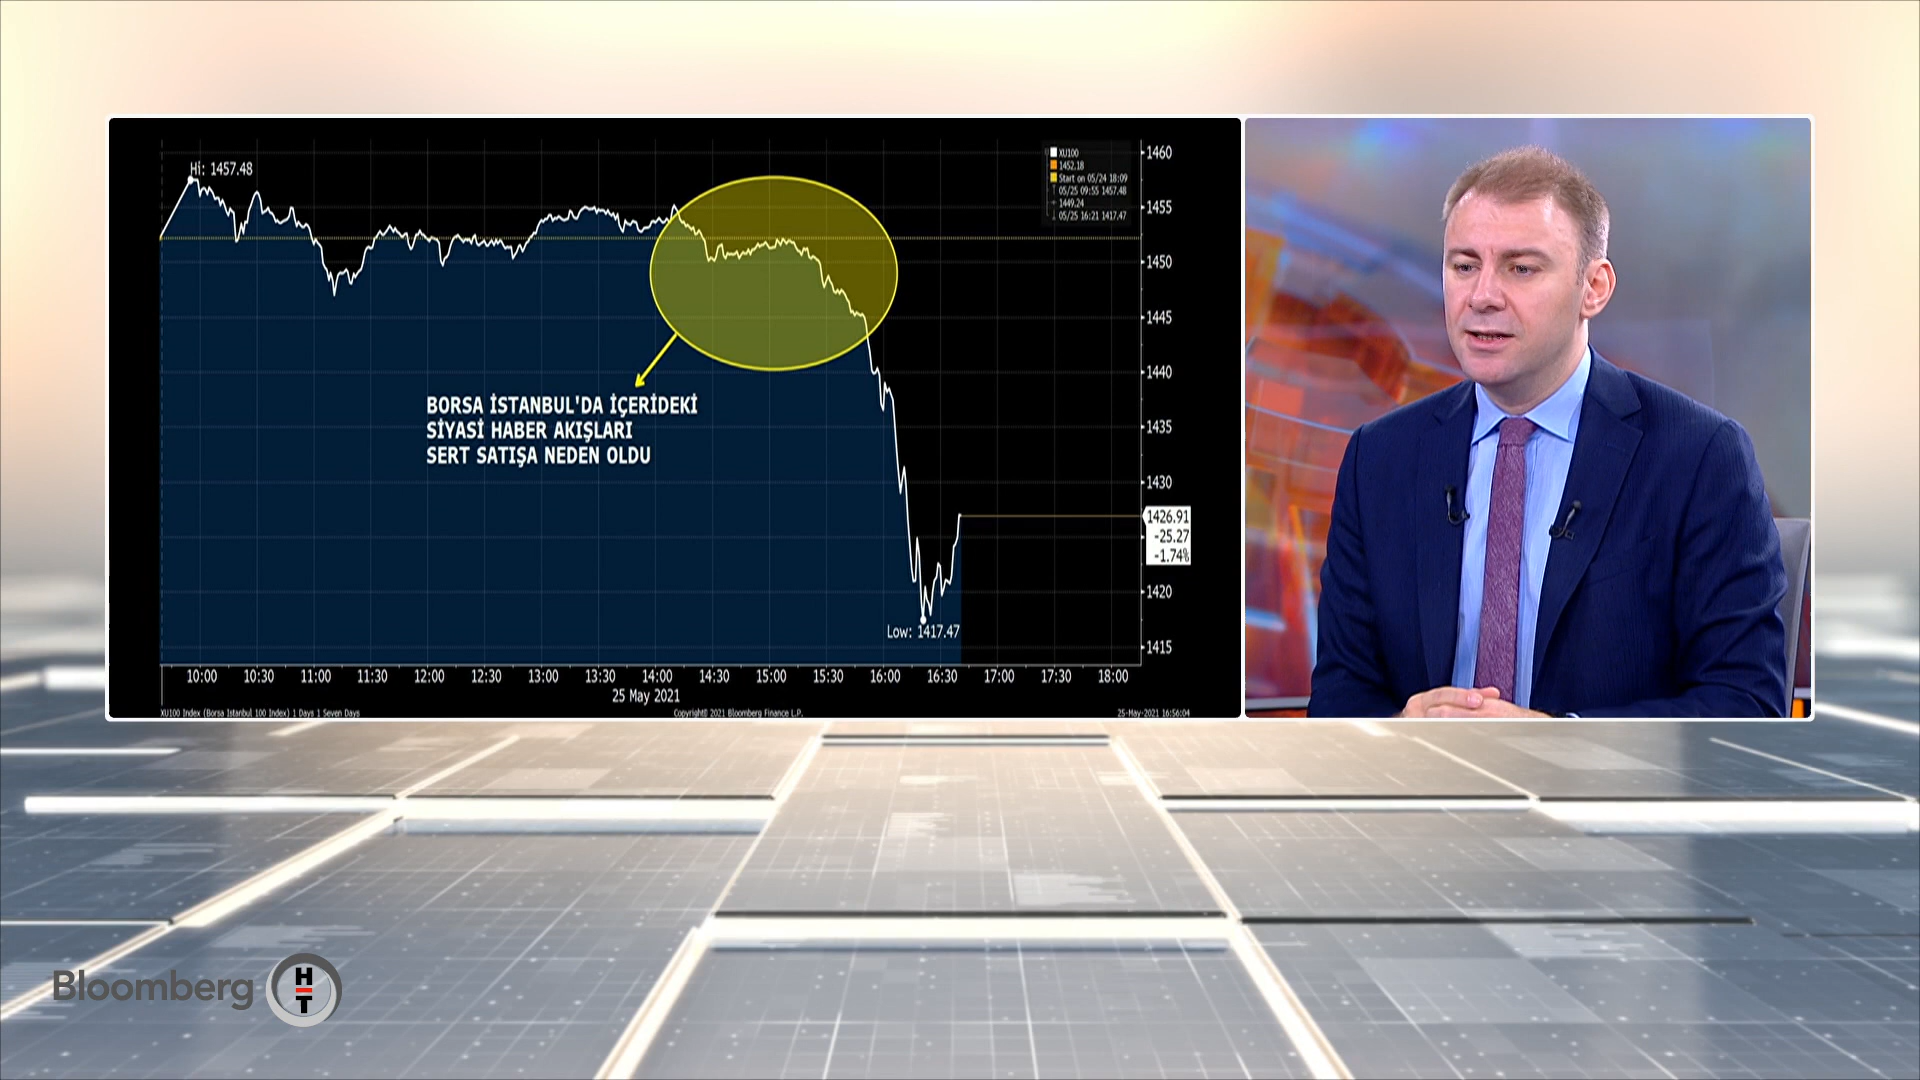 Hi: 1457.48
XU100
1452.18
Start on 05/24 18:09
05/25 09:55 1457.48
1449.24
05/25 16:21 1417.47
1460
1455
1450
1445
1440
1435
1430
1426.91
-25.27
-1.74%
1420
1415
BORSA İSTANBUL'DA İÇERİDEKİ
SİYASİ HABER AKIŞLARI
SERT SATIŞA NEDEN OLDU
Low: 1417.47
10:00 10:30 11:00 11:30 12:00 12:30 13:00 13:30 14:00 14:30 15:00 15:30 16:00 16:30 17:00 17:30 18:00
25 May 2021
XU100 Index (Borsa Istanbul 100 Index) 1 Days 1 Seven Days Copyright© 2021 Bloomberg Finance L.P. 25-May-2021 16:56:04
Bloomberg HT